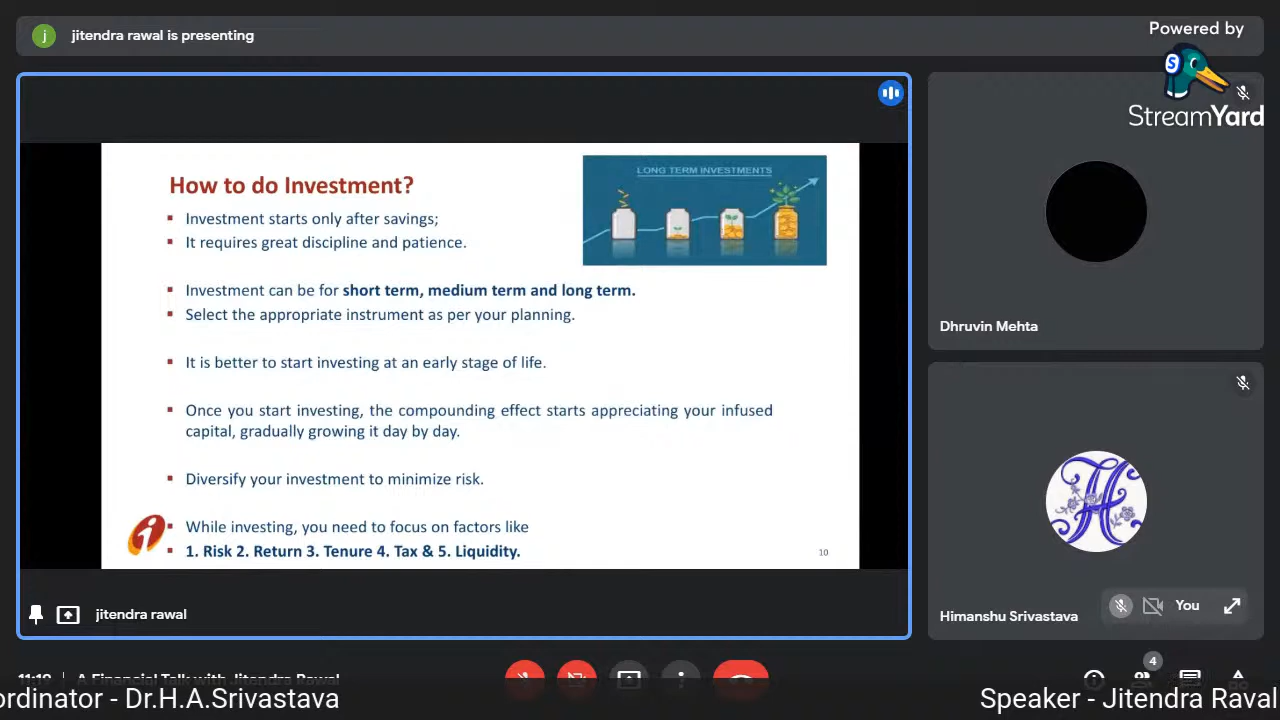 jitendra rawal is presenting
Powered by
StreamYard
How to do Investment?
LONG TERM INVESTMENTS
Investment starts only after savings;
It requires great discipline and patience.
Investment can be for short term, medium term and long term.
Select the appropriate instrument as per your planning.
It is better to start investing at an early stage of life.
Once you start investing, the compounding effect starts appreciating your infused
capital, gradually growing it day by day.
Diversify your investment to minimize risk.
While investing, you need to focus on factors like
1. Risk 2. Return 3. Tenure 4. Tax & 5. Liquidity.
10
jitendra rawal
Dhruvin Mehta
You
Himanshu Srivastava
4
A Financial Talk with Jitendra Rawal
ordinator - Dr.H.A.Srivastava
Speaker - Jitendra Raval